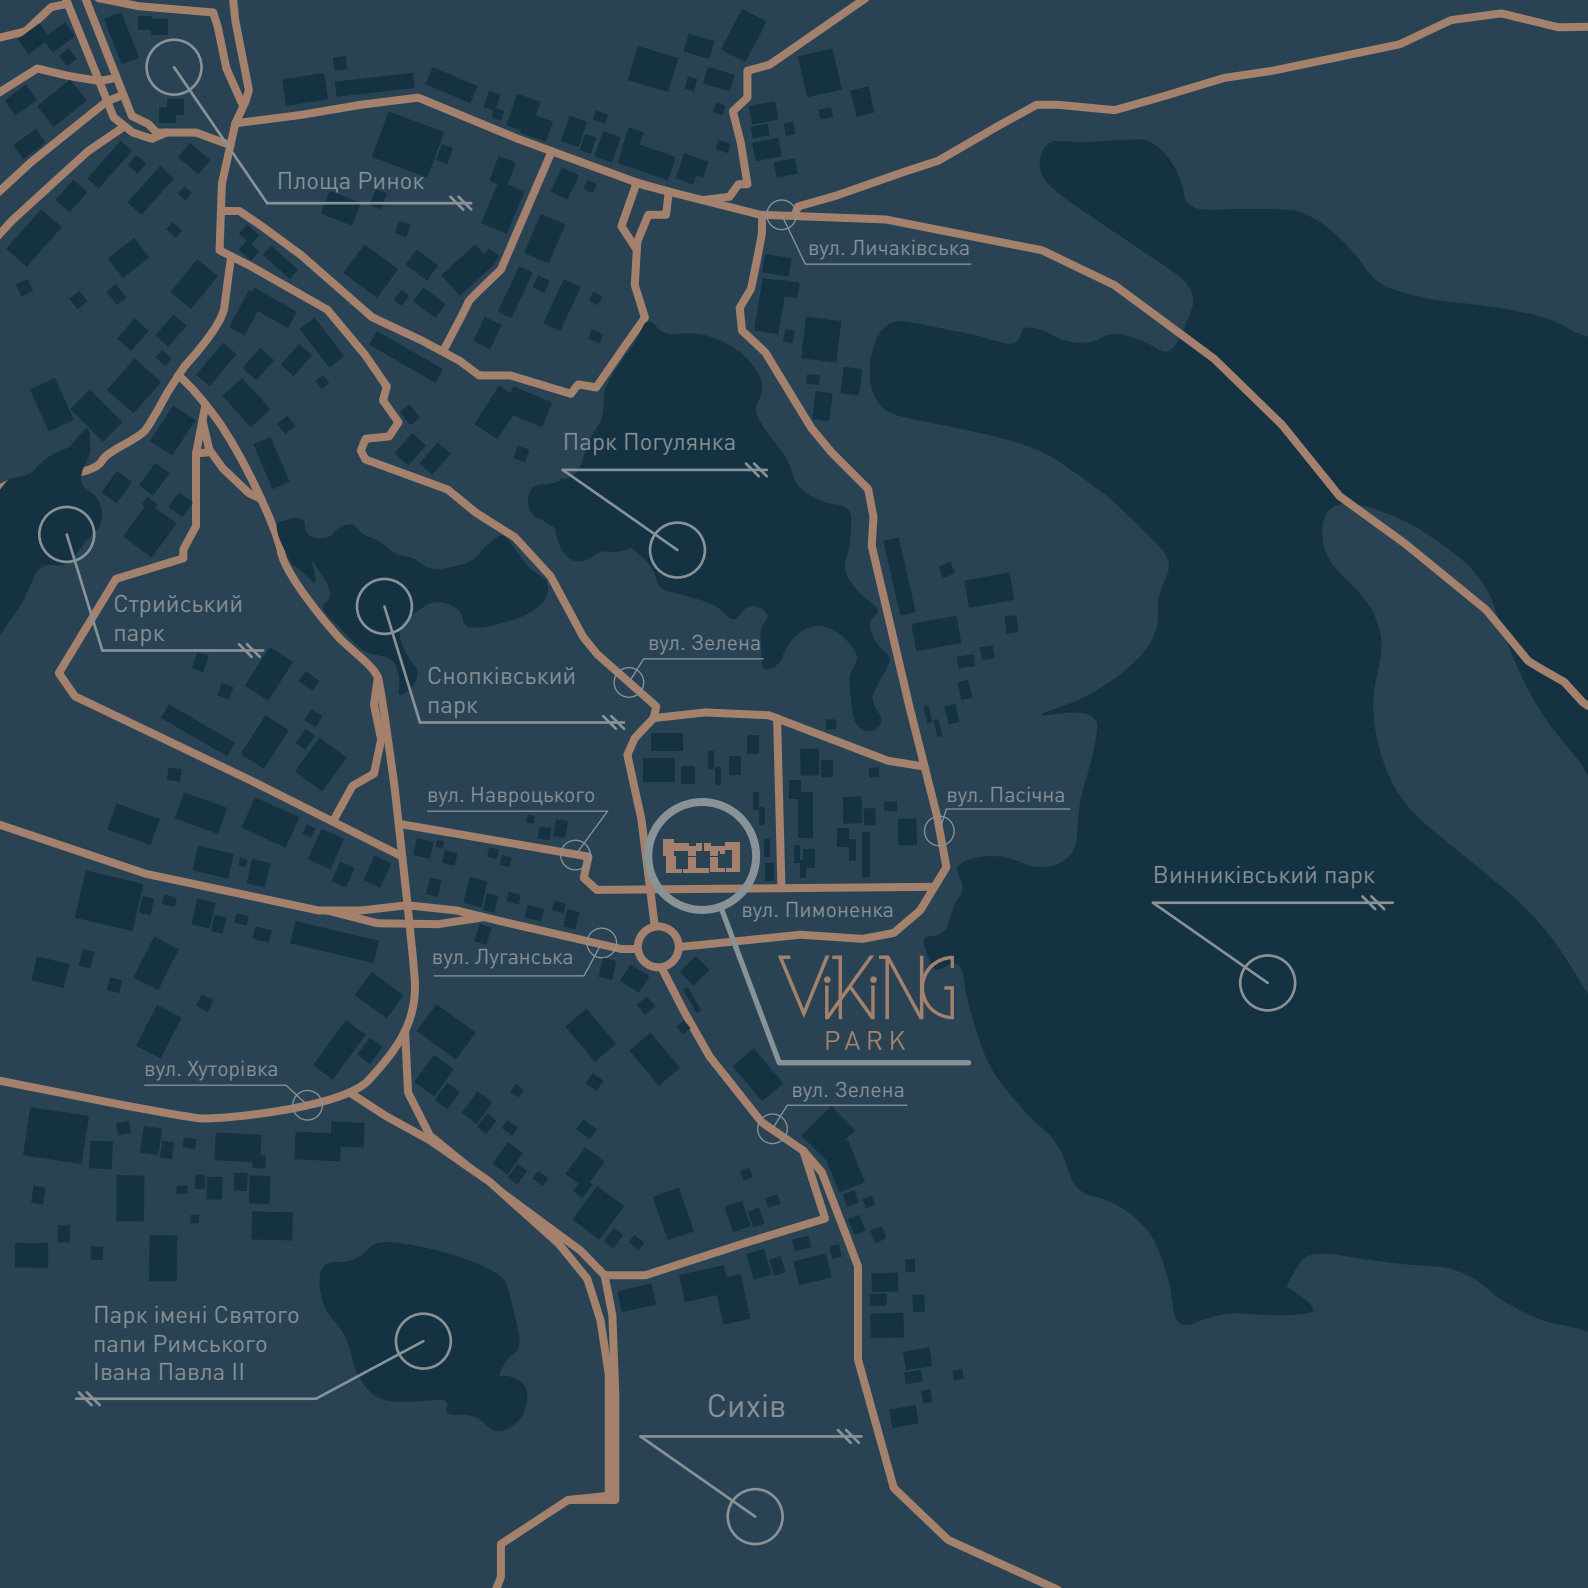 Площа Ринок
вул. Личаківська
Парк Погулянка
Стрийський
парк
вул. Зелена
Снопківський
парк
вул. Навроцького
вул. Пасічна
Винниківський парк
вул. Пимоненка
вул. Луганська
ViKiNG
PARK
вул. Хуторівка
вул. Зелена
Парк імені Святого
папи Римського
Івана Павла II
Сихів